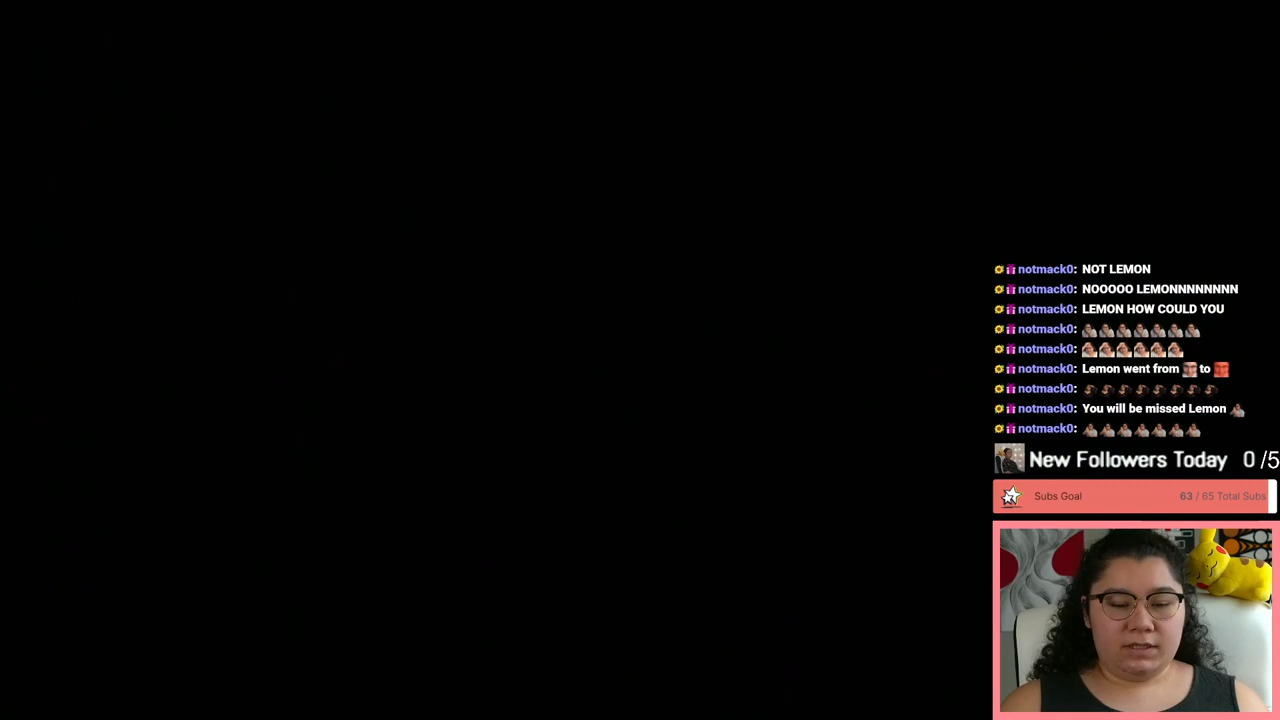 notmack0: NOT LEMON
notmack0: NOOOOO LEMONNNNNNNN
notmack0: LEMON HOW COULD YOU
notmack0:
notmack0:
notmack0: Lemon went from to
notmack0:
notmack0: You will be missed Lemon
notmack0:
New Followers Today 0 /5
Subs Goal 63 / 65 Total Subs